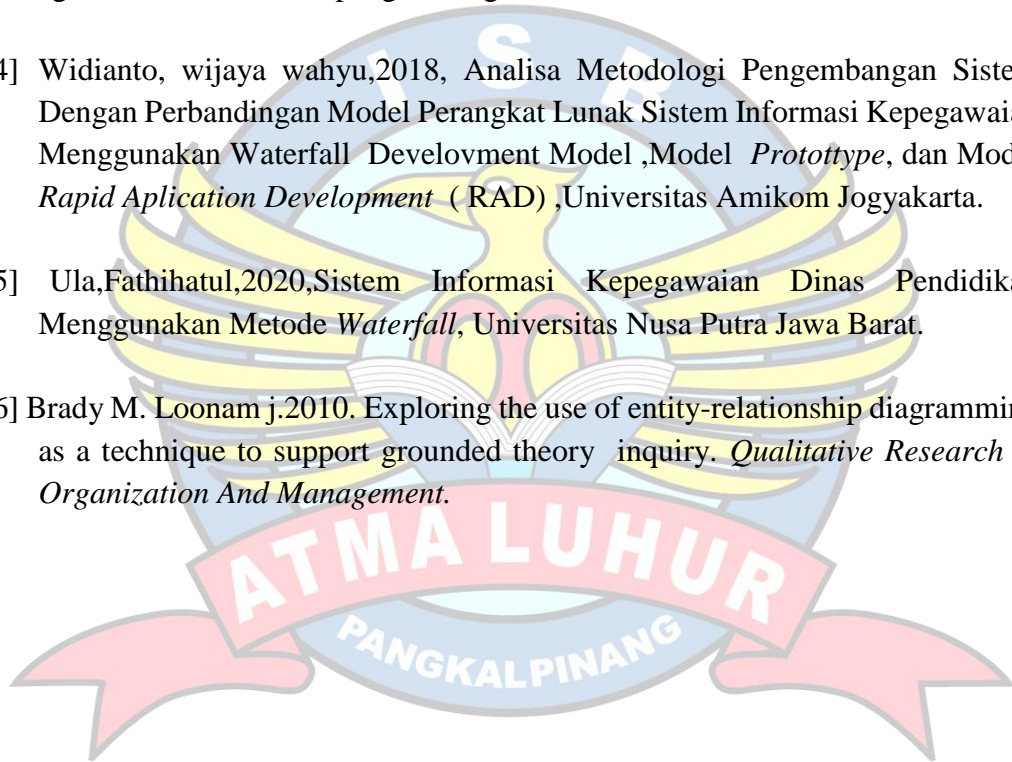 4] Widianto, wijaya wahyu,2018, Analisa Metodologi Pengembangan Siste
Dengan Perbandingan Model Perangkat Lunak Sistem Informasi Kepegawaia
Menggunakan Waterfall Develovment Model ,Model Protottype, dan Mod
Rapid Aplication Development ( RAD) ,Universitas Amikom Jogyakarta.
5] Ula,Fathihatul,2020,Sistem Informasi Kepegawaian Dinas Pendidika
Menggunakan Metode Waterfall, Universitas Nusa Putra Jawa Barat.
6] Brady M. Loonam j.2010. Exploring the use of entity-relationship diagrammin
as a technique to support grounded theory inquiry. Qualitative Research
Organization And Management.
I S B
ATMA LUHUR
PANGKALPINANG